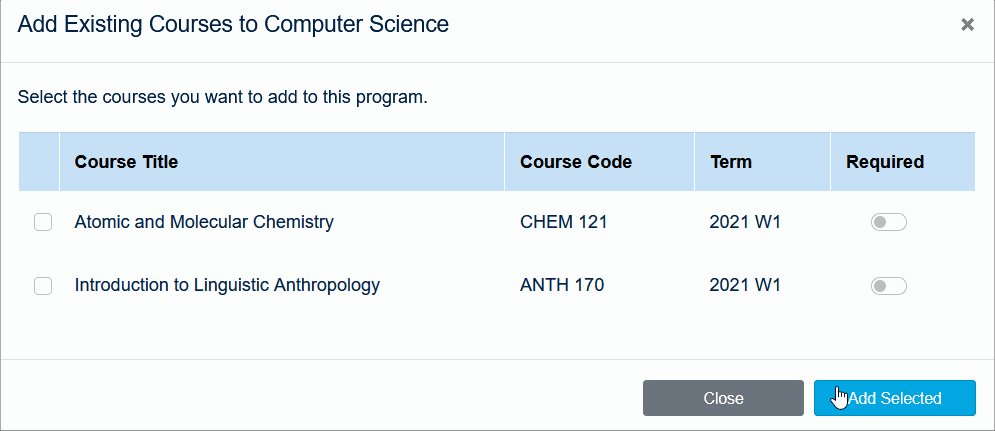 Add Existing Courses to Computer Science
Select the courses you want to add to this program.
Course Title Course Code Term Required
Atomic and Molecular Chemistry CHEM 121 2021 W1
Introduction to Linguistic Anthropology ANTH 170 2021 W1
Close Add Selected